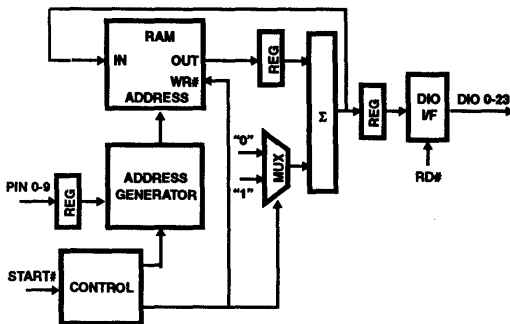 RAM
IN
OUT
WR#
ADDRESS
REG
Σ
REG
DIO
I/F
DIO 0-23
RD#
"0"
"1"
MUX
PIN 0-9
REG
ADDRESS
GENERATOR
START#
CONTROL